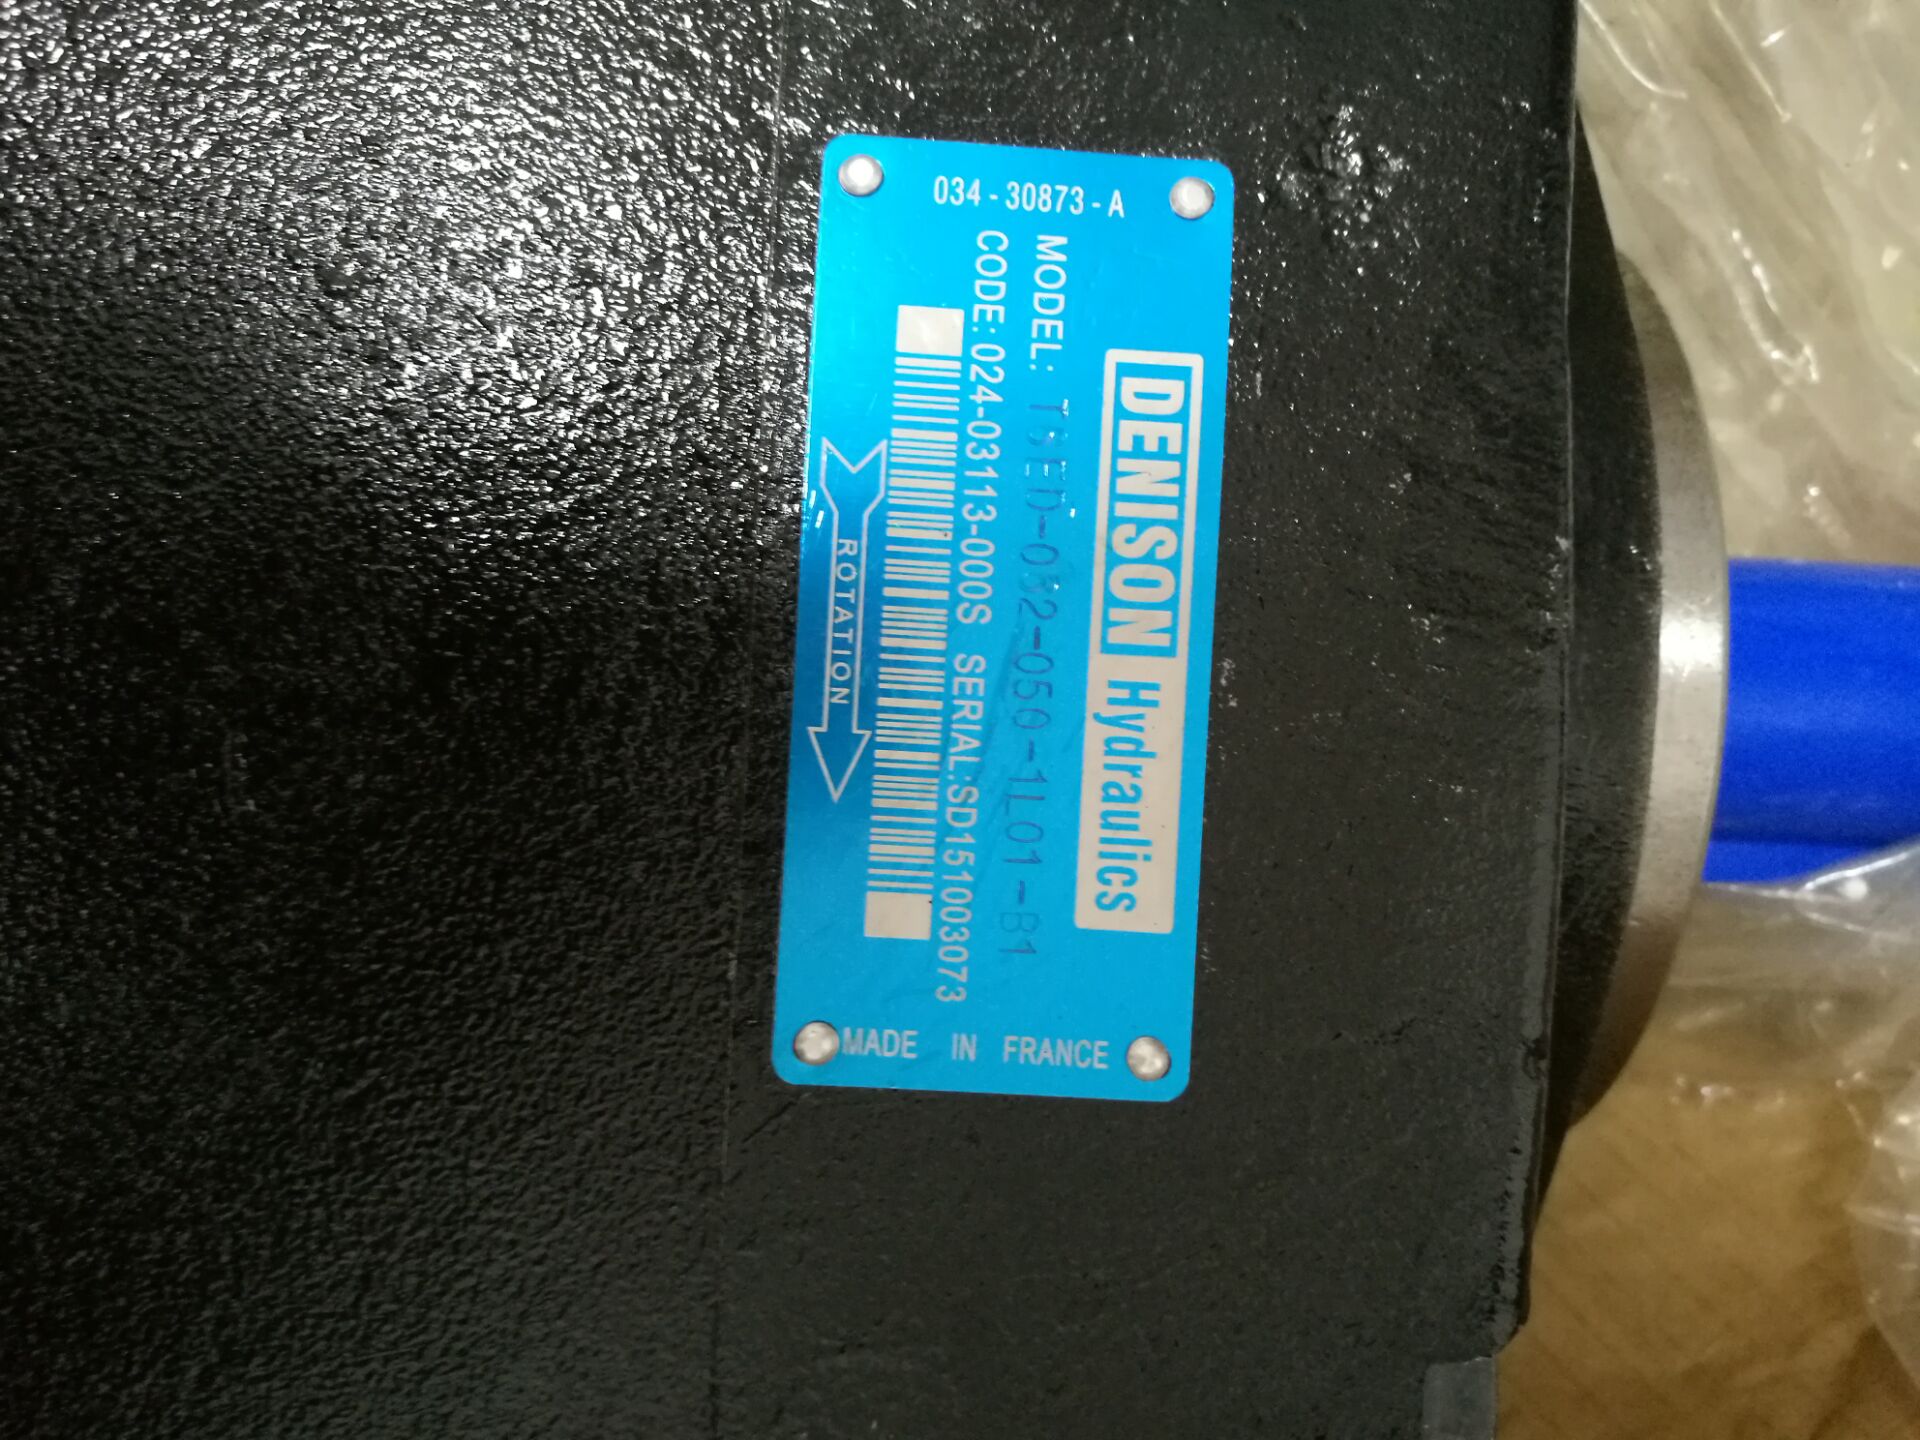 034-30873-A
DENISON Hydraulics
MODEL: T6ED-052-050-1L01-B1
CODE:024-03113-000S SERIAL:SD151003073
ROTATION
MADE IN FRANCE